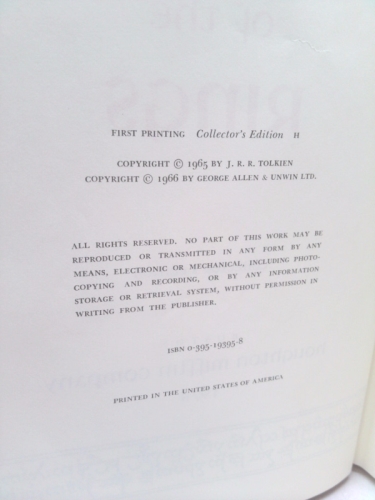 FIRST PRINTING Collector's Edition H
COPYRIGHT © 1965 BY J. R. R. TOLKIEN
COPYRIGHT © 1966 BY GEORGE ALLEN & UNWIN LTD.
ALL RIGHTS RESERVED. NO PART OF THIS WORK MAY BE
REPRODUCED OR TRANSMITTED IN ANY FORM BY ANY
MEANS, ELECTRONIC OR MECHANICAL, INCLUDING PHOTO-
COPYING AND RECORDING, OR BY ANY INFORMATION
STORAGE OR RETRIEVAL SYSTEM, WITHOUT PERMISSION IN
WRITING FROM THE PUBLISHER.
ISBN 0-395-19395-8
PRINTED IN THE UNITED STATES OF AMERICA